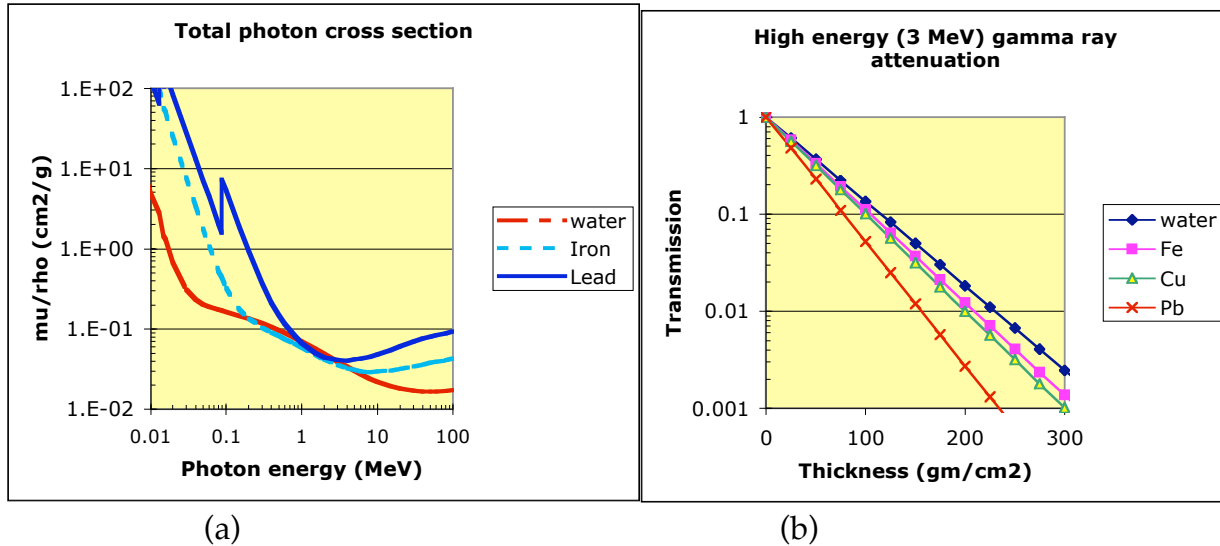 Total photon cross section
mu/rho (cm2/g)
1.E+02
1.E+01
1.E+00
1.E-01
1.E-02
0.01 0.1 1 10 100
Photon energy (MeV)
water
Iron
Lead
(a)
High energy (3 MeV) gamma ray
attenuation
Transmission
1
0.1
0.01
0.001
0 100 200 300
Thickness (gm/cm2)
water
Fe
Cu
Pb
(b)